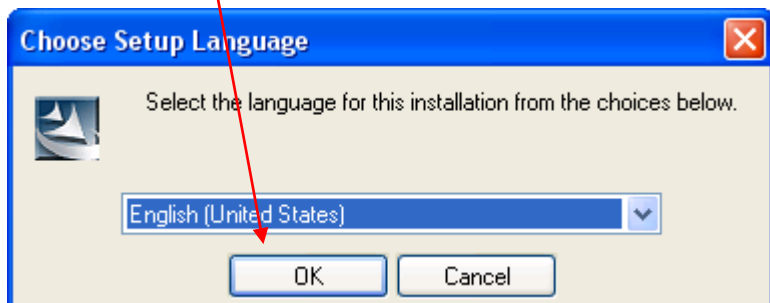 Choose Setup Language
Select the language for this installation from the choices below.
English (United States)
OK Cancel